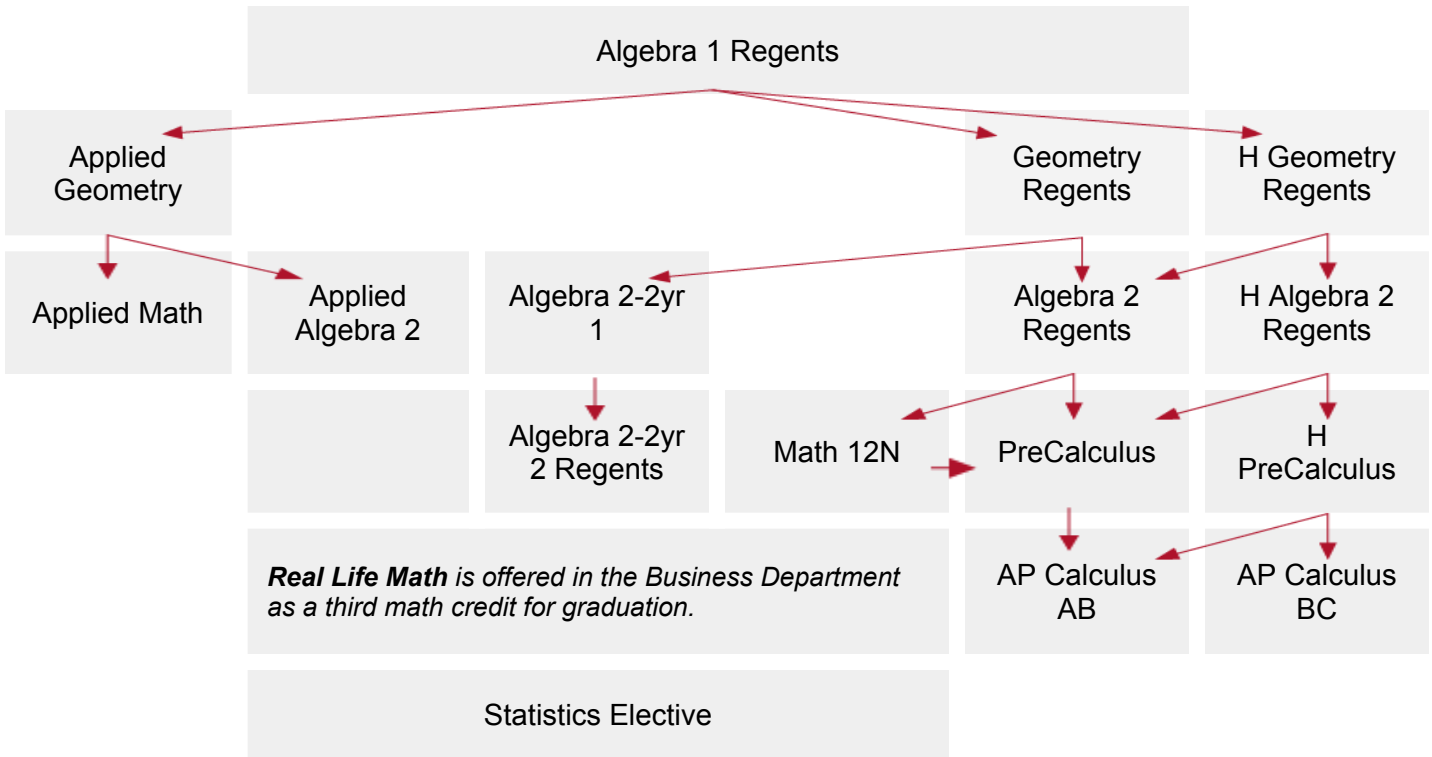 Algebra 1 Regents
Applied
Geometry
Geometry
Regents
H Geometry
Regents
Applied Math
Applied
Algebra 2
Algebra 2-2yr
1
Algebra 2
Regents
H Algebra 2
Regents
Algebra 2-2yr
2 Regents
Math 12N
PreCalculus
H
PreCalculus
Real Life Math is offered in the Business Department
as a third math credit for graduation.
AP Calculus
AB
AP Calculus
BC
Statistics Elective